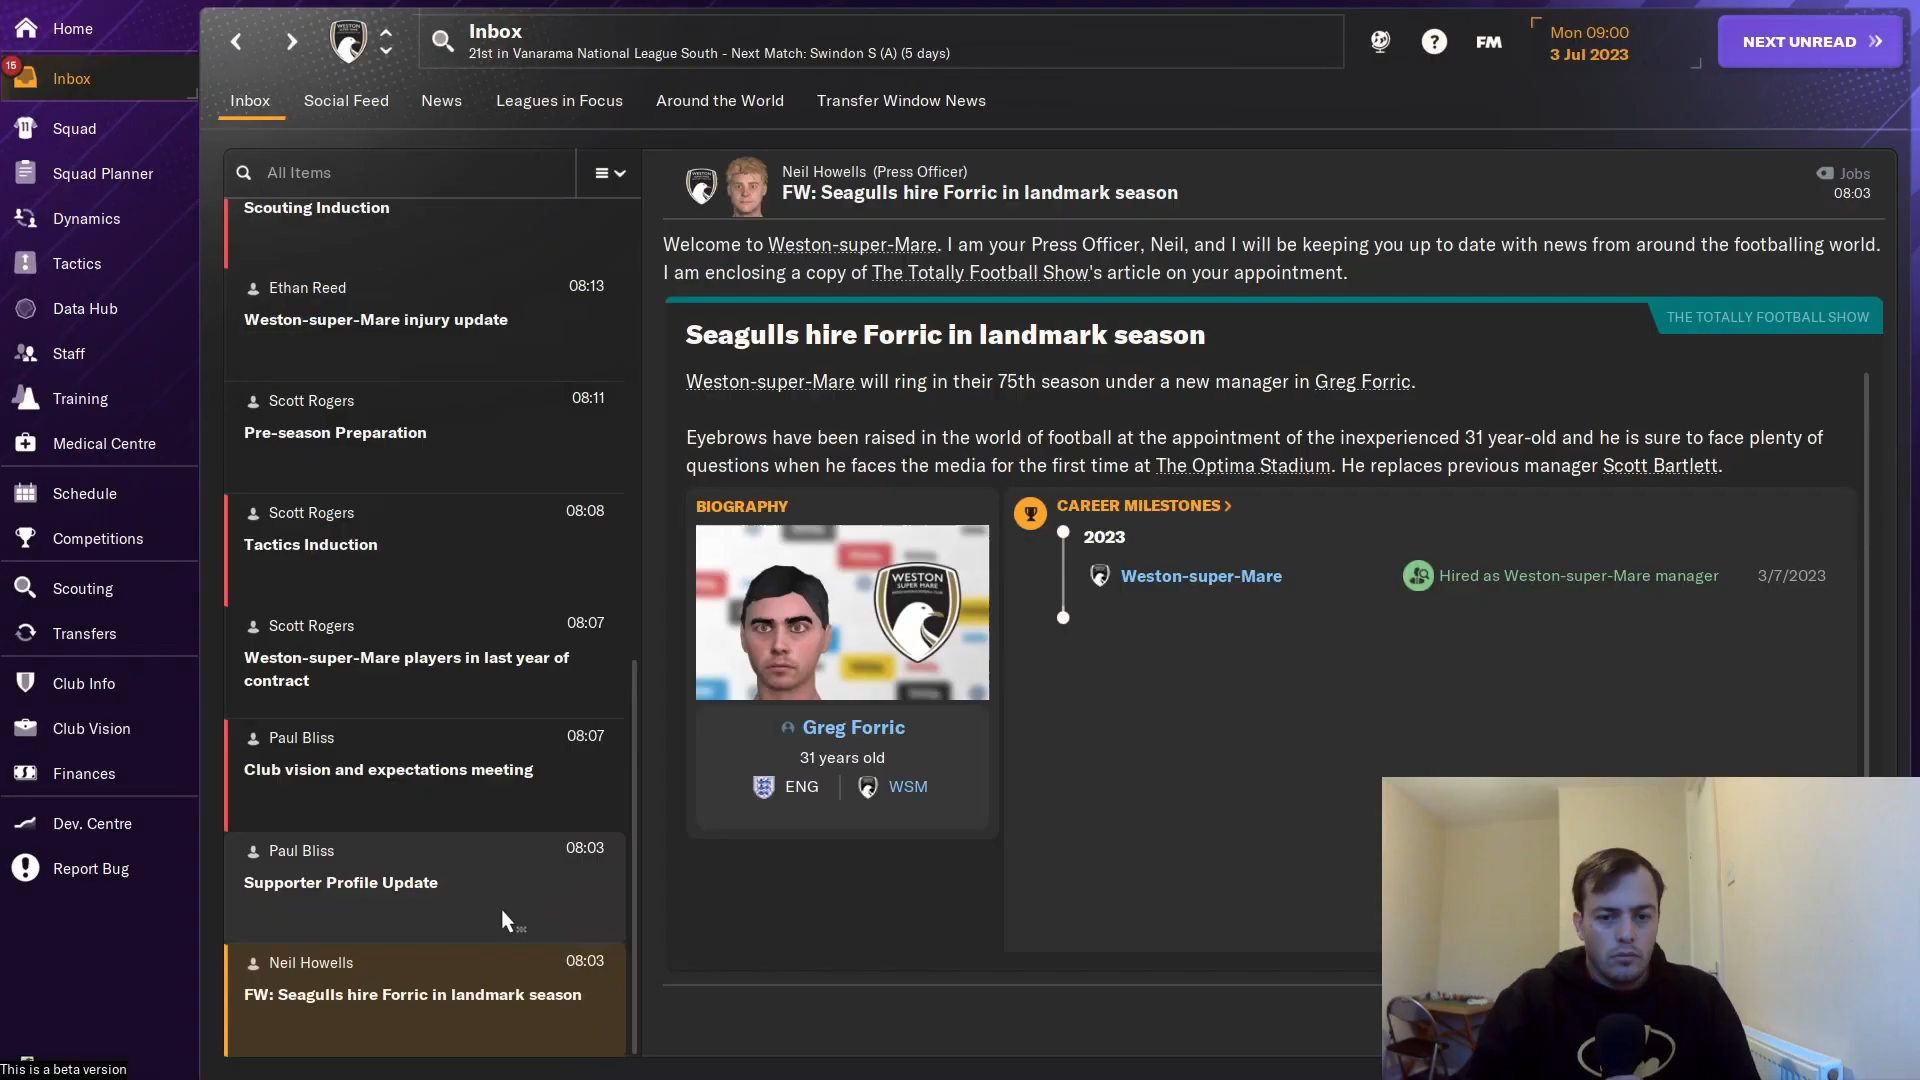 Home
15
Inbox
Squad
Squad Planner
Dynamics
Tactics
Data Hub
Staff
Training
Medical Centre
Schedule
Competitions
Scouting
Transfers
Club Info
Club Vision
Finances
Dev. Centre
Report Bug
This is a beta version
Inbox
21st in Vanarama National League South - Next Match: Swindon S (A) (5 days)
FM
Mon 09:00
3 Jul 2023
NEXT UNREAD
Inbox Social Feed News Leagues in Focus Around the World Transfer Window News
All Items
Scouting Induction
Ethan Reed 08:13
Weston-super-Mare injury update
Scott Rogers 08:11
Pre-season Preparation
Scott Rogers 08:08
Tactics Induction
Scott Rogers 08:07
Weston-super-Mare players in last year of
contract
Paul Bliss 08:07
Club vision and expectations meeting
Paul Bliss 08:03
Supporter Profile Update
Neil Howells 08:03
FW: Seagulls hire Forric in landmark season
Neil Howells (Press Officer)
FW: Seagulls hire Forric in landmark season
Jobs
08:03
Welcome to Weston-super-Mare. I am your Press Officer, Neil, and I will be keeping you up to date with news from around the footballing world.
I am enclosing a copy of The Totally Football Show's article on your appointment.
THE TOTALLY FOOTBALL SHOW
Seagulls hire Forric in landmark season
Weston-super-Mare will ring in their 75th season under a new manager in Greg Forric.
Eyebrows have been raised in the world of football at the appointment of the inexperienced 31 year-old and he is sure to face plenty of
questions when he faces the media for the first time at The Optima Stadium. He replaces previous manager Scott Bartlett.
BIOGRAPHY
WESTON
SUPER MARE
Greg Forric
31 years old
ENG WSM
CAREER MILESTONES >
2023
Weston-super-Mare Hired as Weston-super-Mare manager 3/7/2023